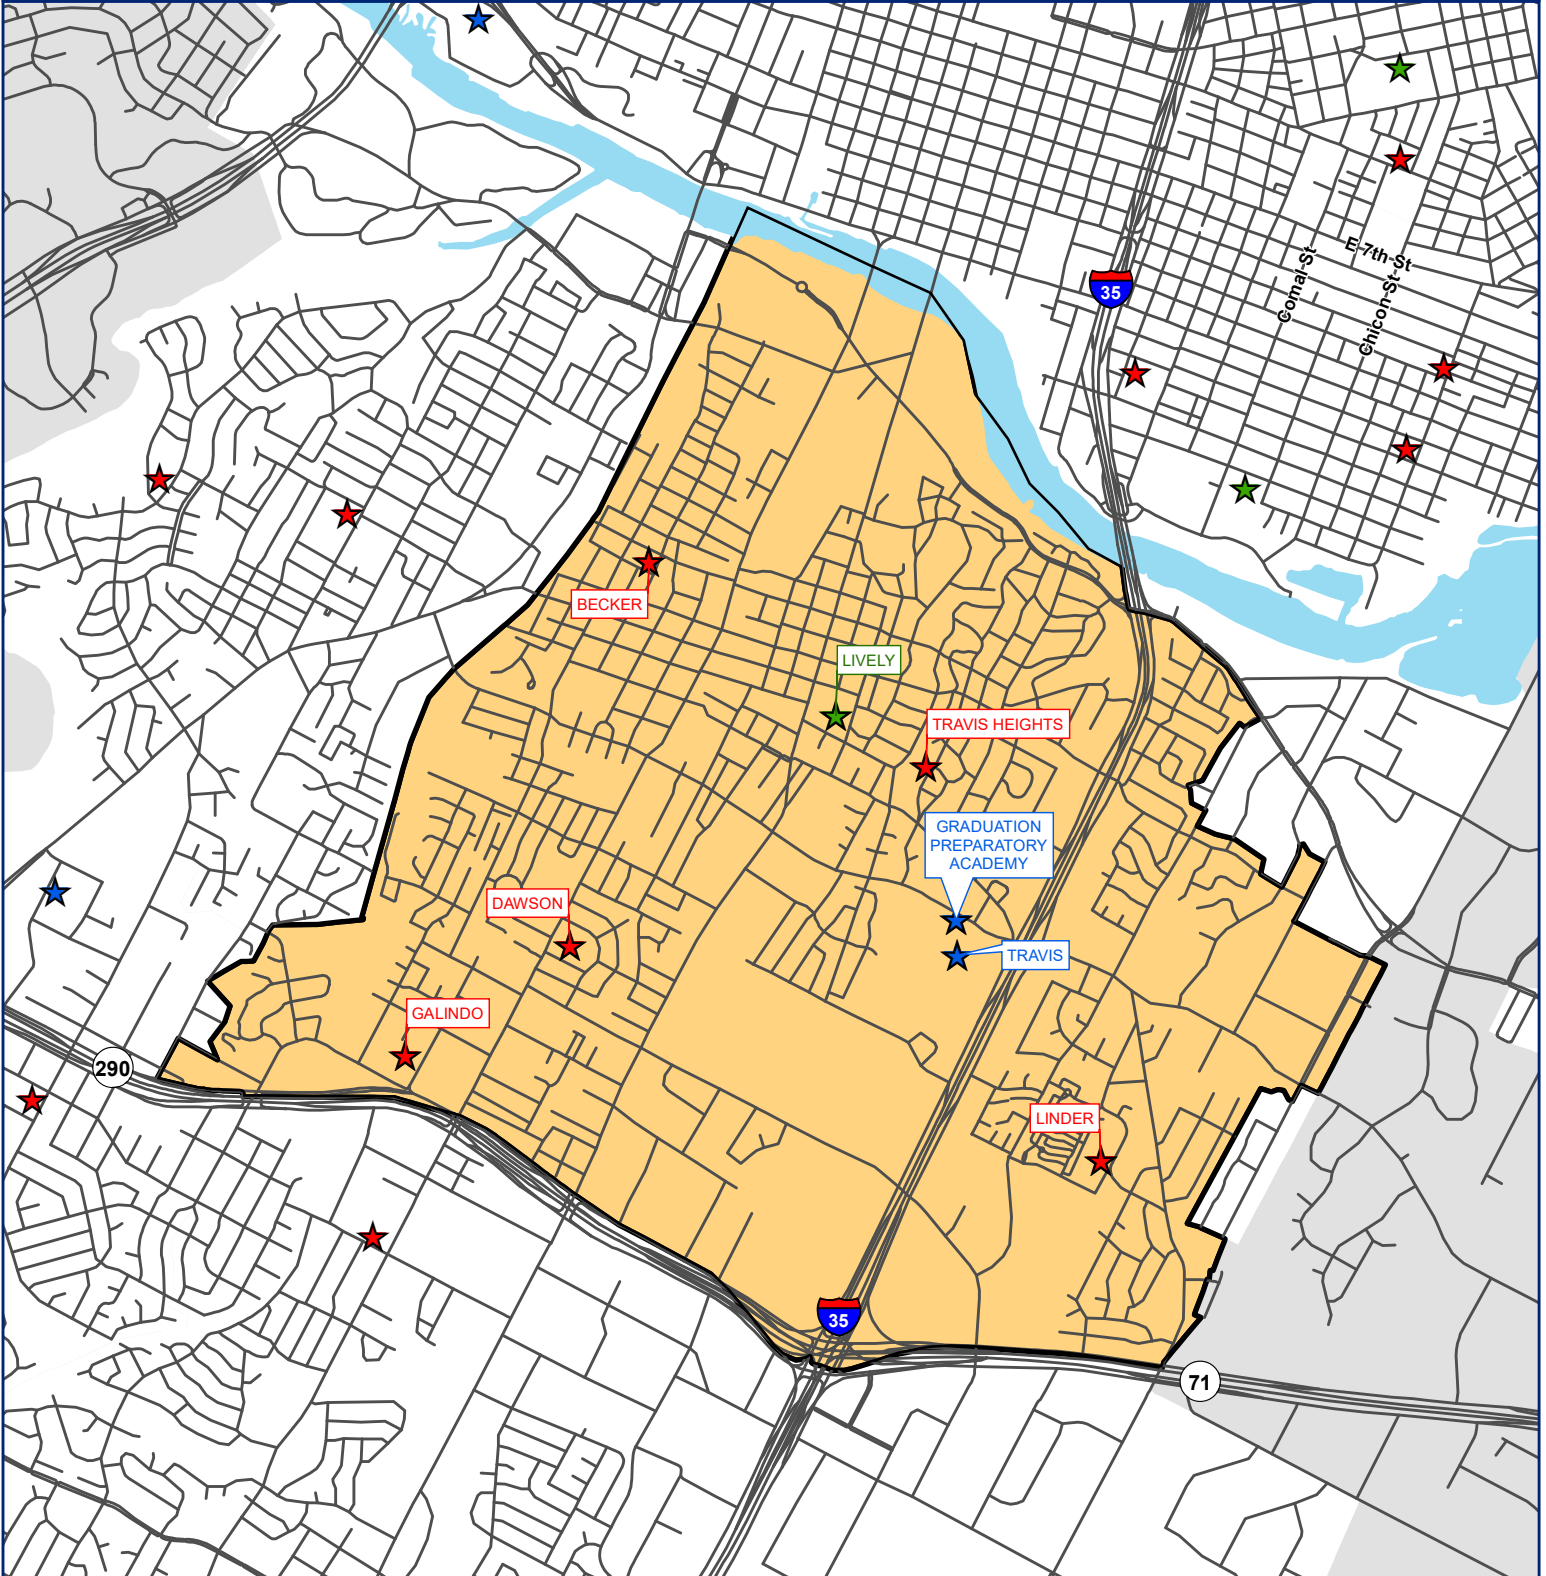 E 7th St
Comal St
Chicon St
35
BECKER
LIVELY
TRAVIS HEIGHTS
GRADUATION
PREPARATORY
ACADEMY
DAWSON
TRAVIS
GALINDO
290
LINDER
35
71